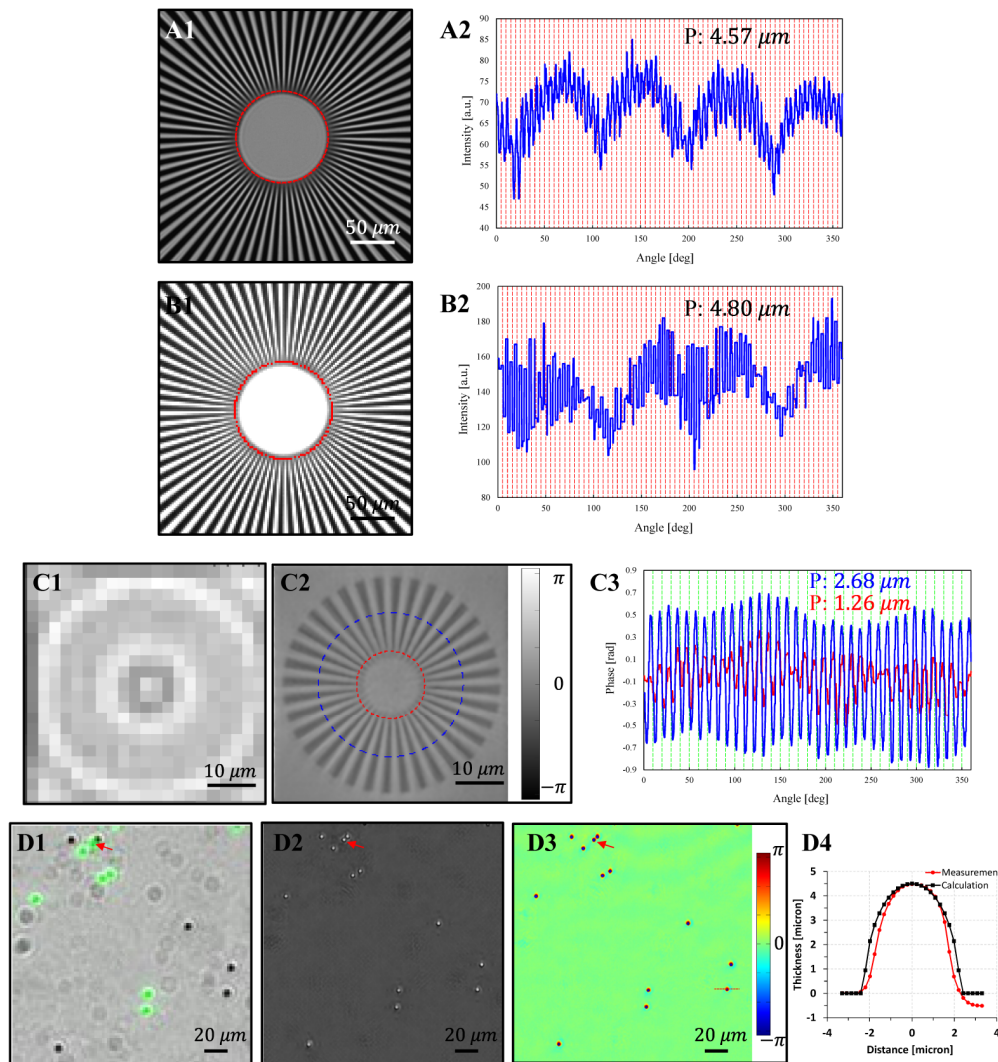 A1
50 μm
A2
P: 4.57 μm
90
85
80
75
70
65
60
55
50
45
40
Intensity [a.u.]
0 50 100 150 200 250 300 350
Angle [deg]
B1
50 μm
B2
P: 4.80 μm
200
180
160
140
120
100
80
Intensity [a.u.]
0 50 100 150 200 250 300 350
Angle [deg]
C1
10 μm
C2
10 μm
π
0
−π
C3
P: 2.68 μm
P: 1.26 μm
0.9
0.7
0.5
0.3
0.1
-0.1
-0.3
-0.5
-0.7
-0.9
Phase [rad]
0 50 100 150 200 250 300 350
Angle [deg]
D1
20 μm
D2
20 μm
D3
20 μm
π
0
−π
D4
Measuremen
Calculation
5
4
3
2
1
0
-1
Thickness [micron]
-4 -2 0 2 4
Distance [micron]